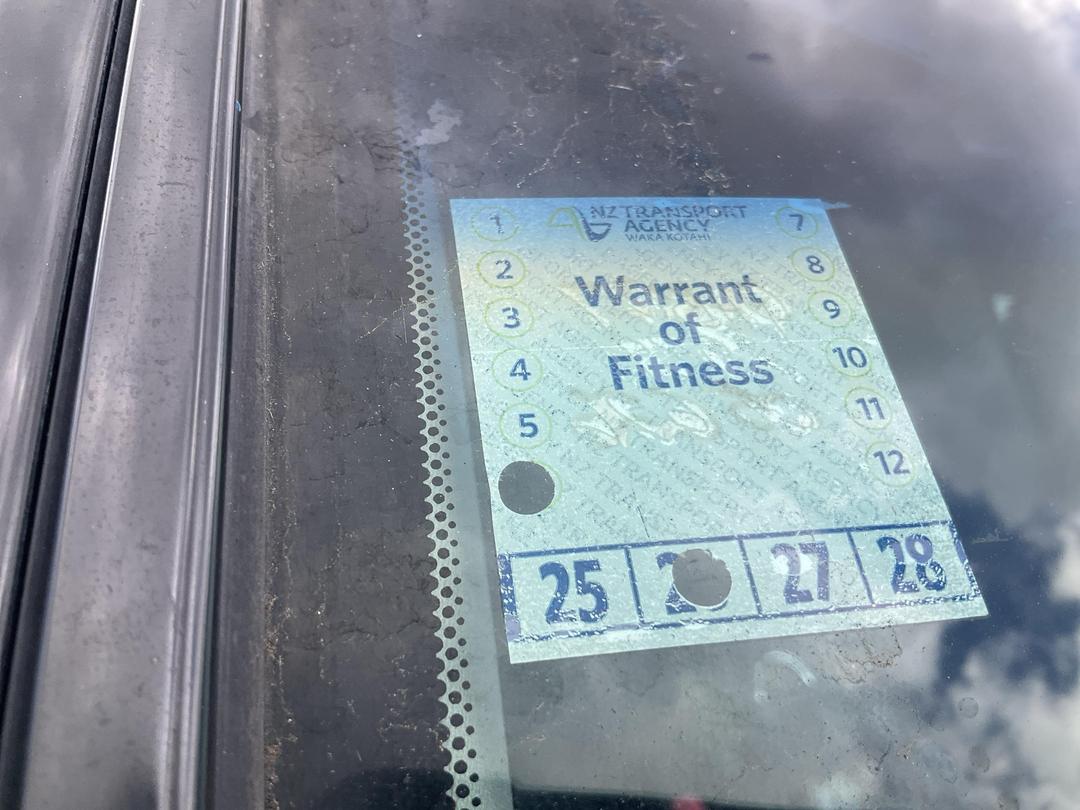 1
NZ TRANSPORT
AGENCY
WAKA KOTAHI
7
2
8
Warrant
3
9
of
4
10
Fitness
5
11
12
25
27
28